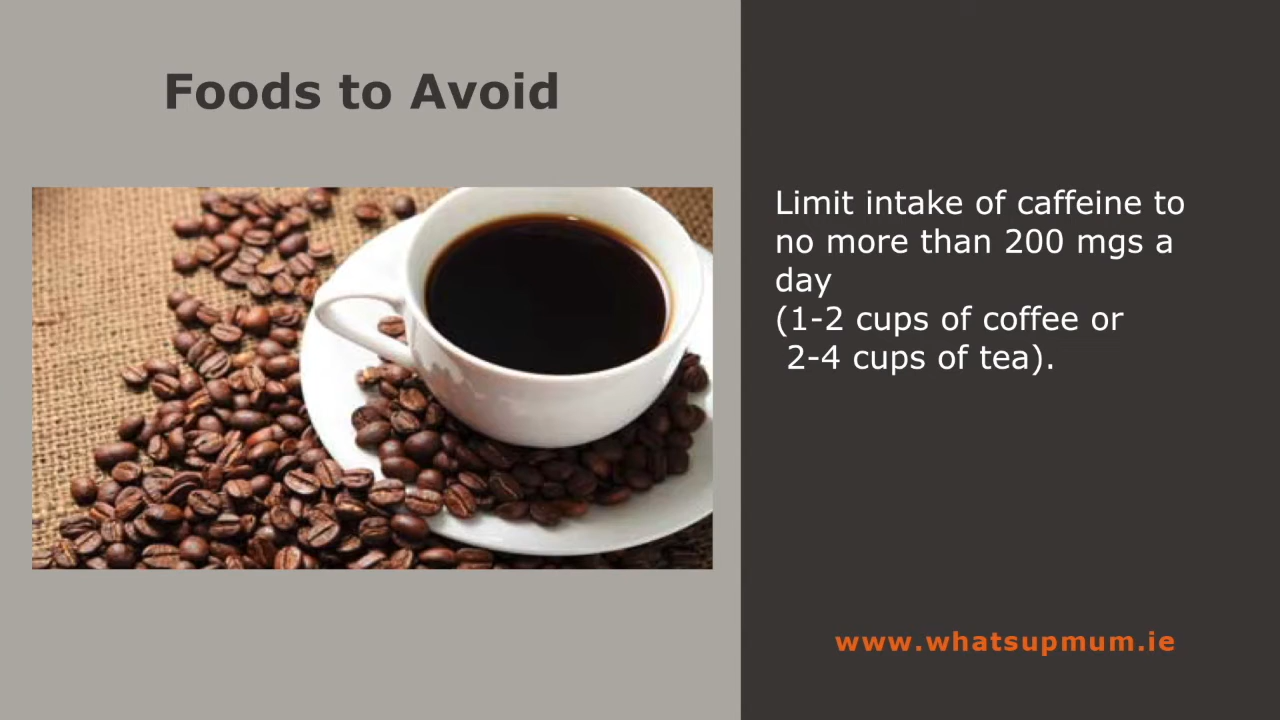 Foods to Avoid
Limit intake of caffeine to
no more than 200 mgs a
day
(1-2 cups of coffee or
2-4 cups of tea).
www.whatsupmum.ie